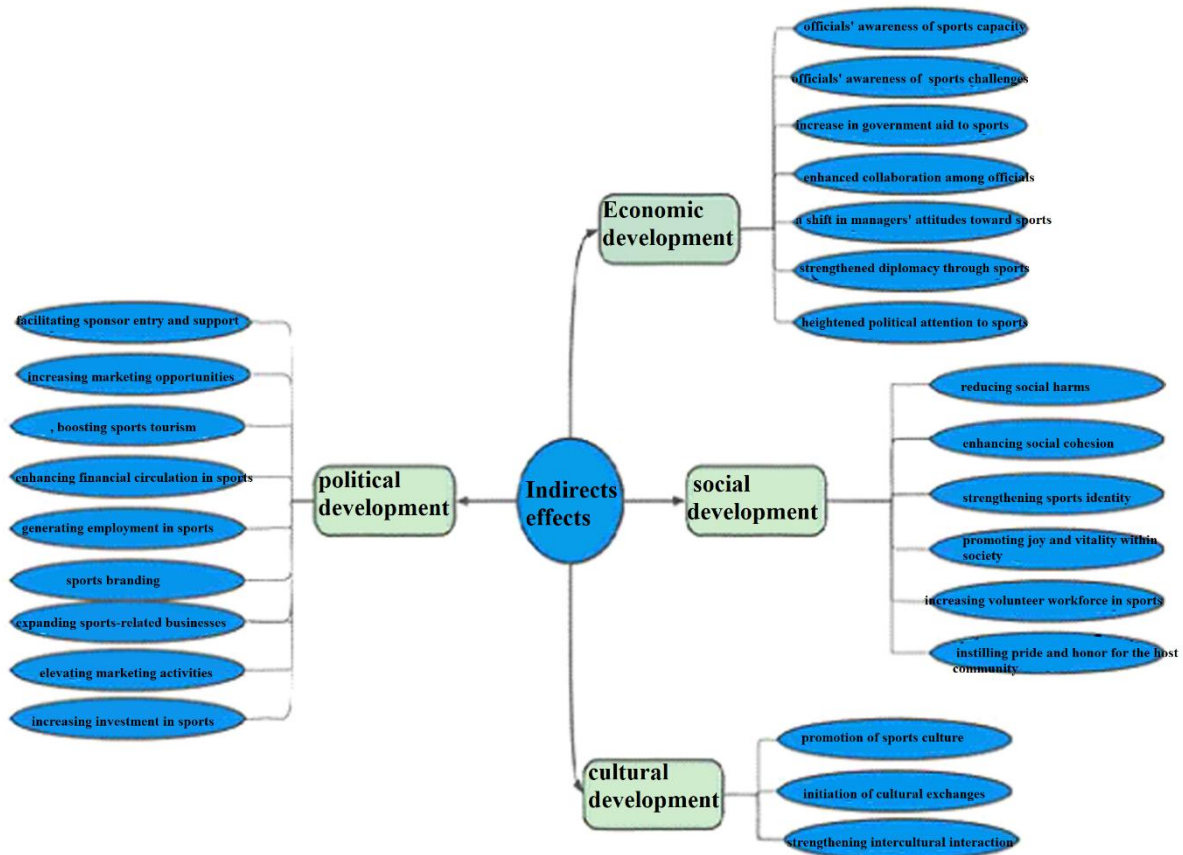 officials' awareness of sports capacity
officials' awareness of sports challenges
increase in government aid to sports
enhanced collaboration among officials
Economic
development
a shift in managers' attitudes toward sports
strengthened diplomacy through sports
heightened political attention to sports
facilitating sponsor entry and support
increasing marketing opportunities
, boosting sports tourism
enhancing financial circulation in sports
generating employment in sports
sports branding
expanding sports-related businesses
elevating marketing activities
increasing investment in sports
political
development
Indirects
effects
social
development
reducing social harms
enhancing social cohesion
strengthening sports identity
promoting joy and vitality within
society
increasing volunteer workforce in sports
instilling pride and honor for the host
community
cultural
development
promotion of sports culture
initiation of cultural exchanges
strengthening intercultural interaction